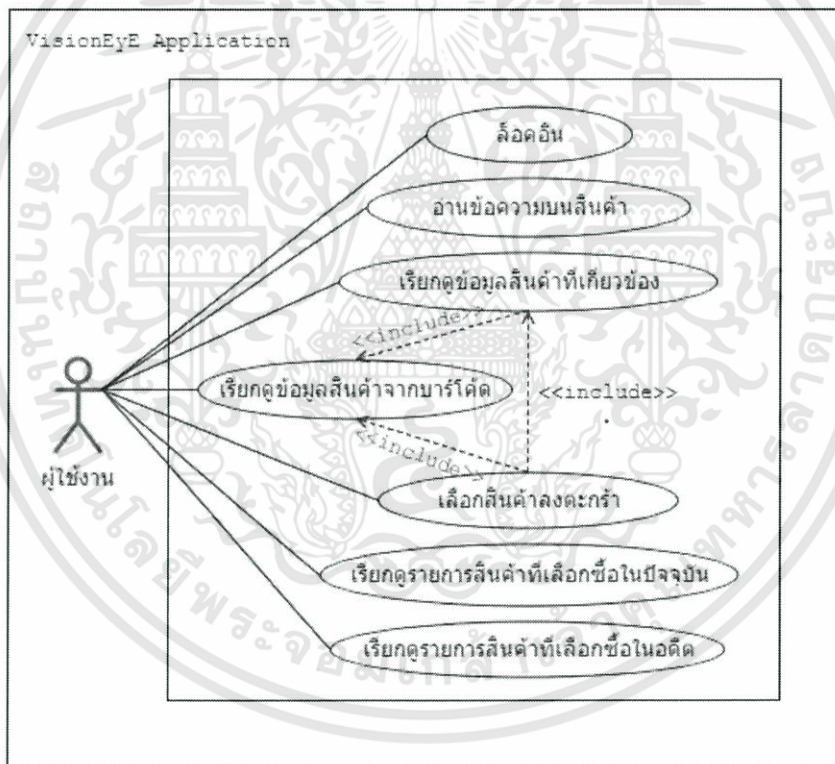 VisionEyE Application
ล็อคอิน
อ่านข้อความบนสินค้า
เรียกดูข้อมูลสินค้าที่เกี่ยวข้อง
<<include>>
เรียกดูข้อมูลสินค้าจากบาร์โค้ด
<<include>>
<<include>>
เลือกสินค้าลงตะกร้า
ผู้ใช้งาน
เรียกดูรายการสินค้าที่เลือกซื้อในปัจจุบัน
เรียกดูรายการสินค้าที่เลือกซื้อในอดีต